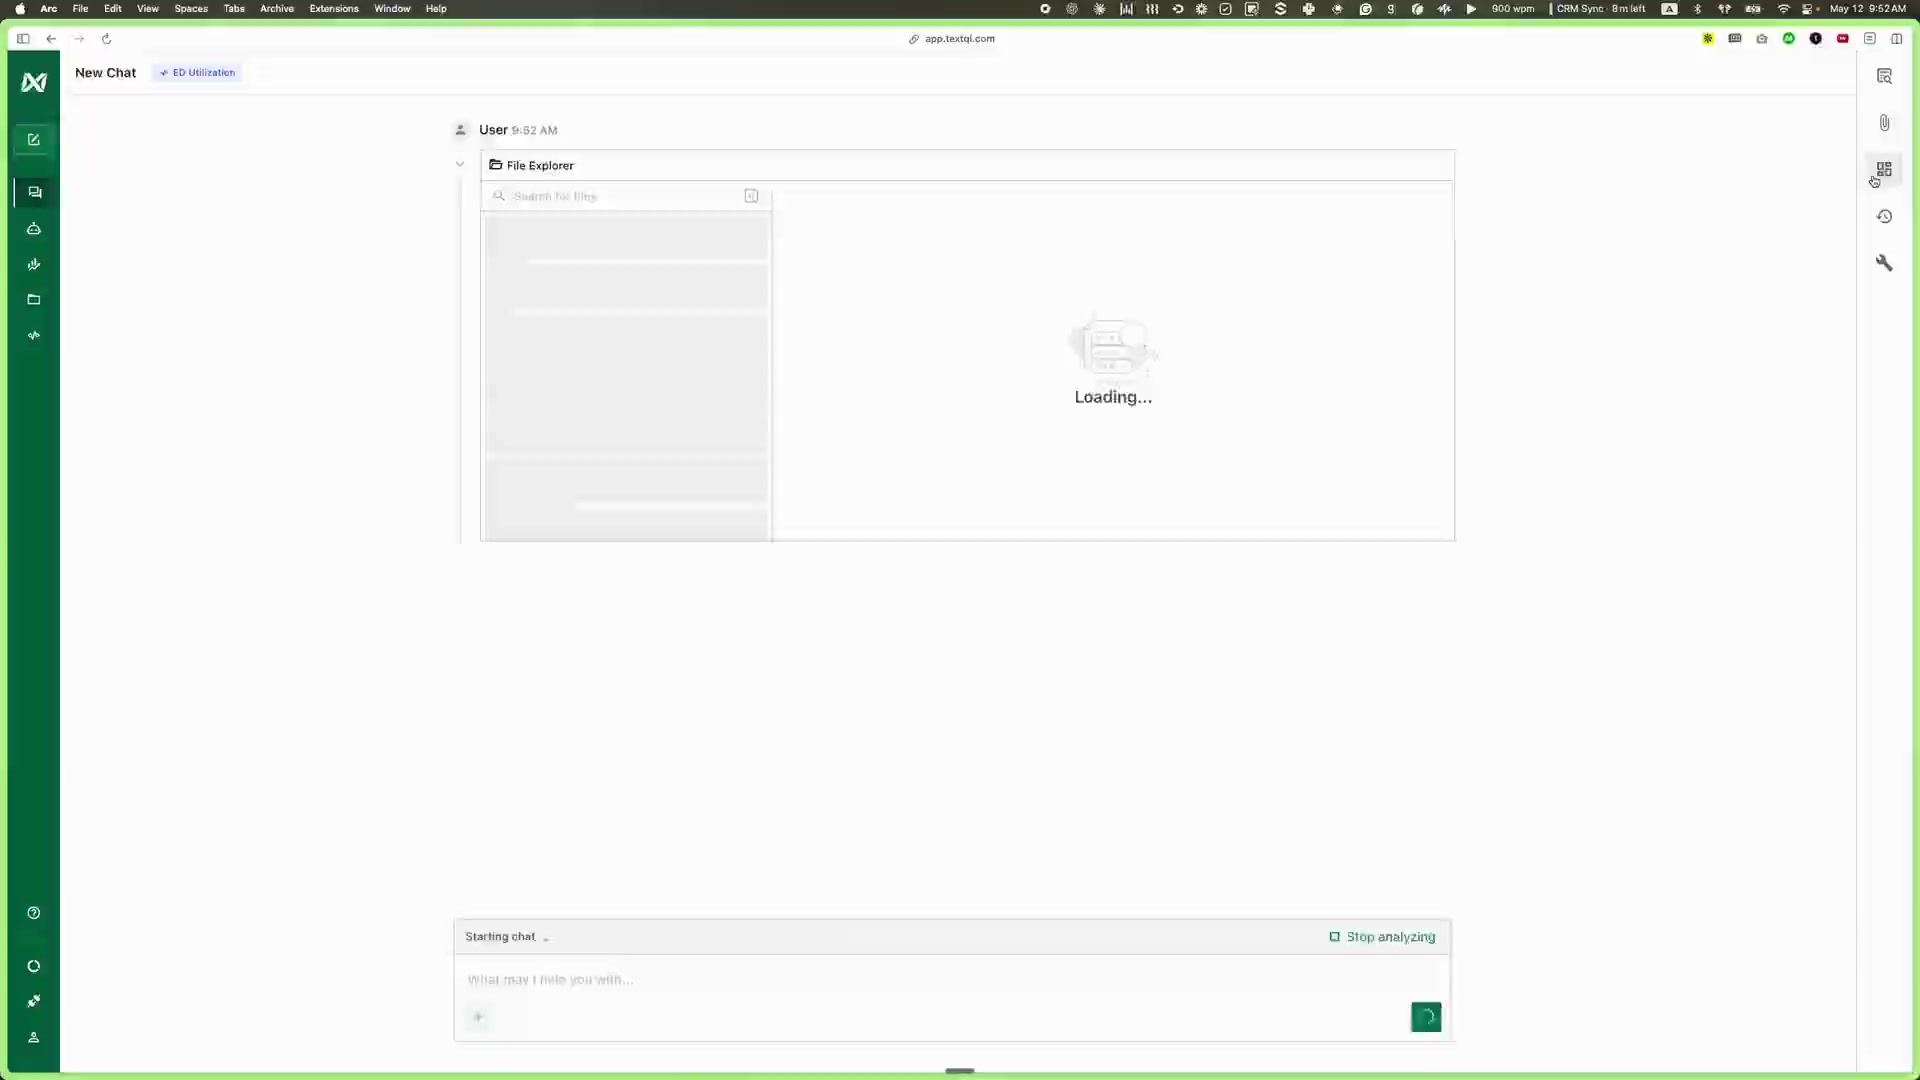 Arc File Edit View Spaces Tabs Archive Extensions Window Help
900 wpm CRM Sync · 8m left May 12 9:52AM
app.textql.com
New Chat ED Utilization
User 9:52 AM
File Explorer
Search for files
Loading...
Starting chat
Stop analyzing
What may I help you with...